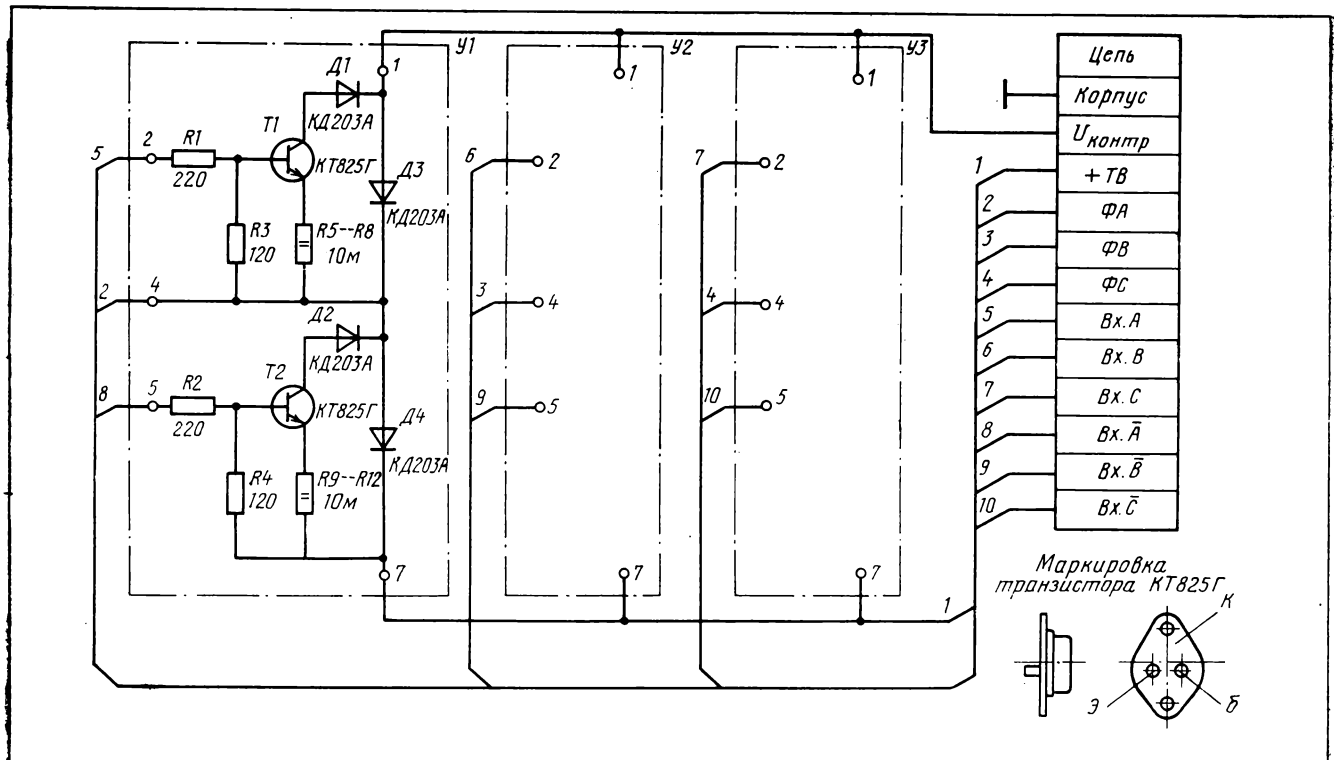 У1
У2
У3
1
1
1
Цепь
Корпус
Uконтр
+ТВ
ФА
ФВ
ФС
Вх. А
Вх. В
Вх. С
Вх. Ā
Вх. B̄
Вх. C̄
1
2
3
4
5
6
7
8
9
10
Д1
КД203А
Т1
КТ825Г
5
2
R1
220
Д3
КД203А
R3
120
R5--R8
10м
2
4
Д2
КД203А
Т2
КТ825Г
8
5
R2
220
Д4
КД203А
R4
120
R9--R12
10м
7
6
2
3
4
9
5
7
7
2
4
4
10
5
7
1
Маркировка
транзистора КТ825Г
К
Э
Б